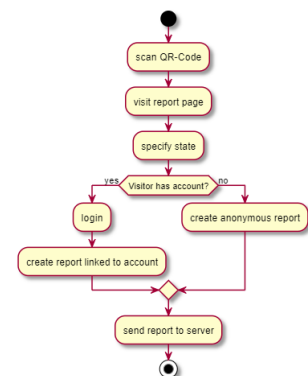 scan QR-Code
visit report page
specify state
yes
Visitor has account?
no
login
create anonymous report
create report linked to account
send report to server